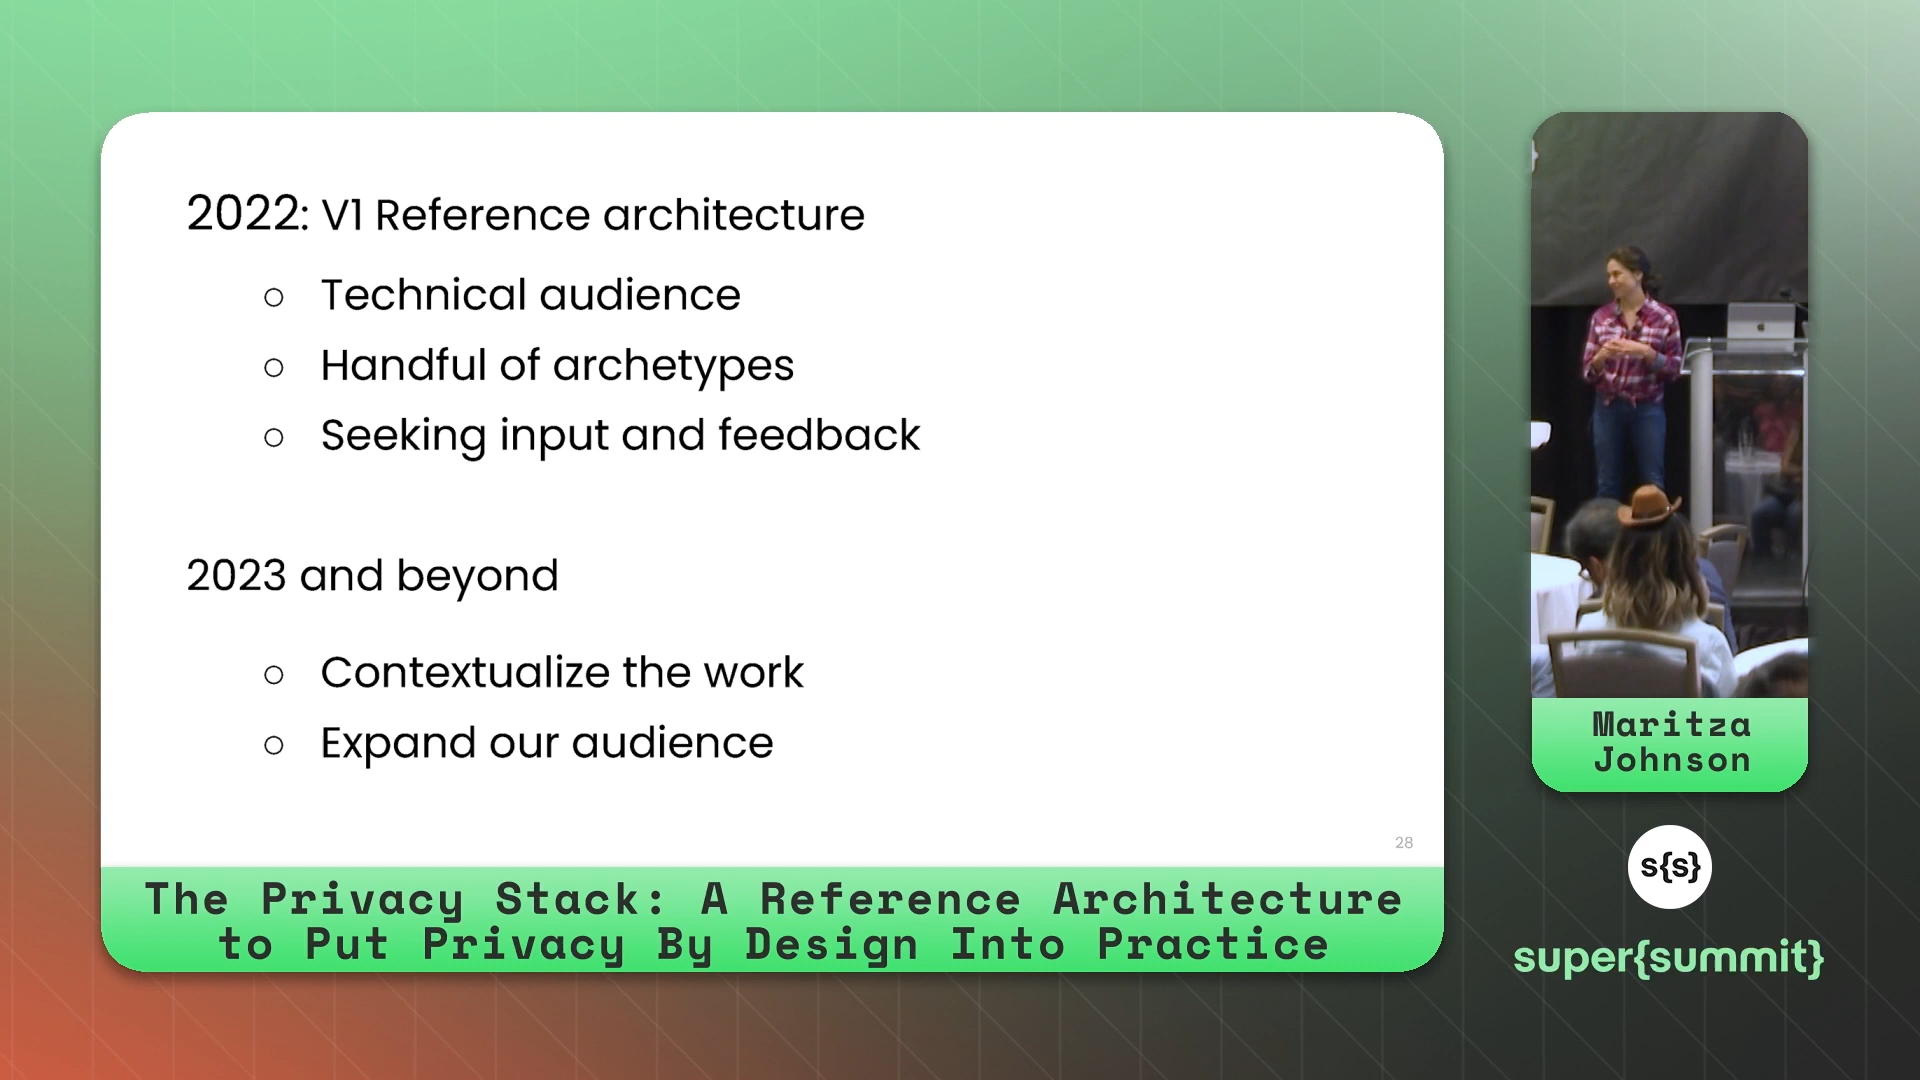 2022: V1 Reference architecture
○ Technical audience
○ Handful of archetypes
○ Seeking input and feedback
2023 and beyond
○ Contextualize the work
○ Expand our audience
28
The Privacy Stack: A Reference Architecture
to Put Privacy By Design Into Practice
Maritza
Johnson
s{s}
super{summit}